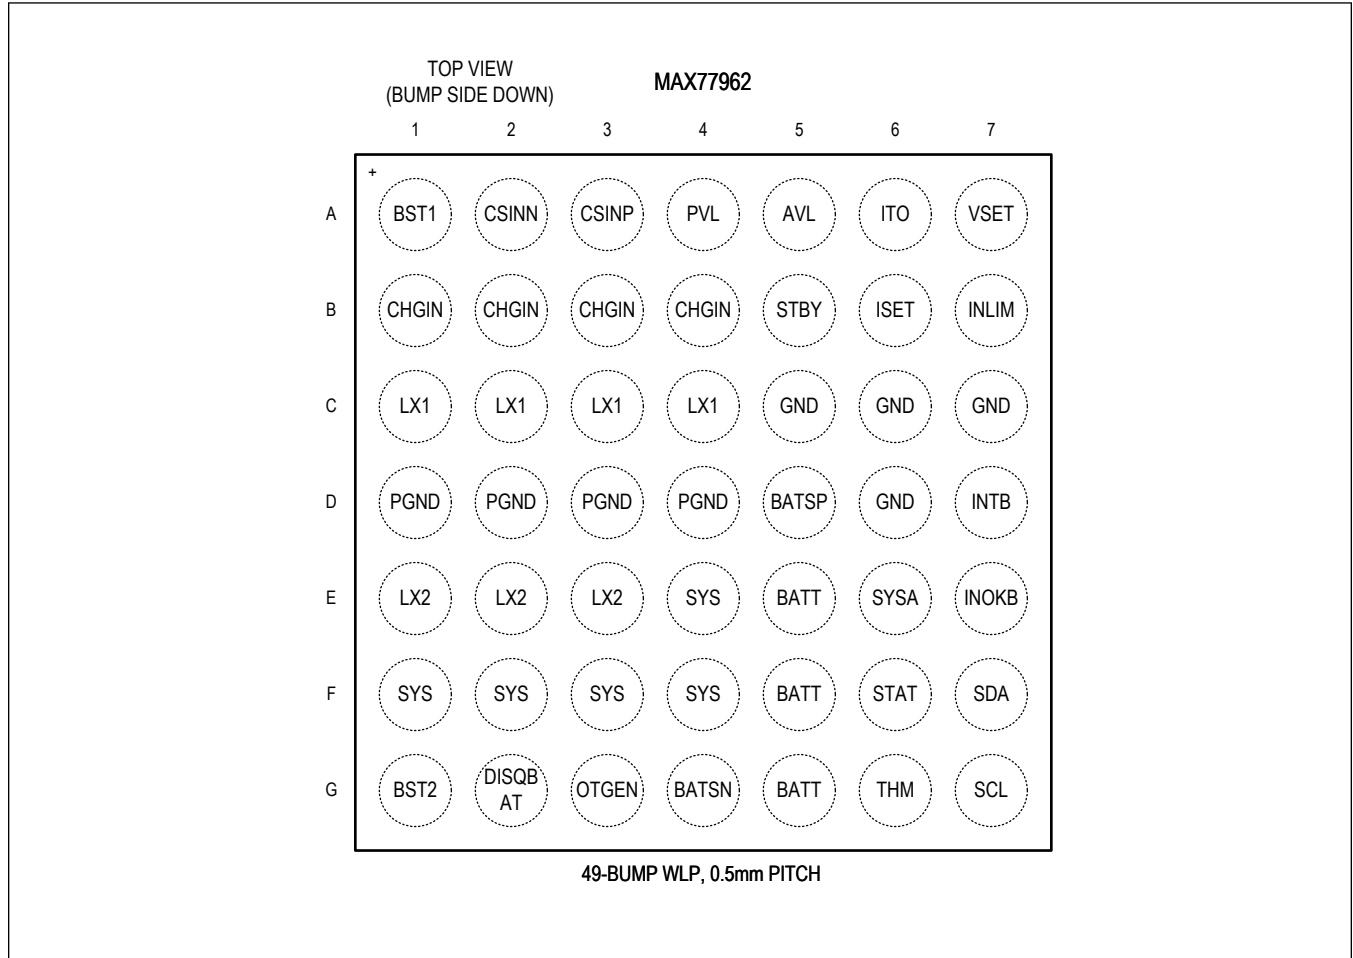 TOP VIEW
(BUMP SIDE DOWN)
MAX77962
1 2 3 4 5 6 7
+
A BST1 CSINN CSINP PVL AVL ITO VSET
B CHGIN CHGIN CHGIN CHGIN STBY ISET INLIM
C LX1 LX1 LX1 LX1 GND GND GND
D PGND PGND PGND PGND BATSP GND INTB
E LX2 LX2 LX2 SYS BATT SYSA INOKB
F SYS SYS SYS SYS BATT STAT SDA
G BST2 DISQB OTGEN BATSN BATT THM SCL
AT
49-BUMP WLP, 0.5mm PITCH